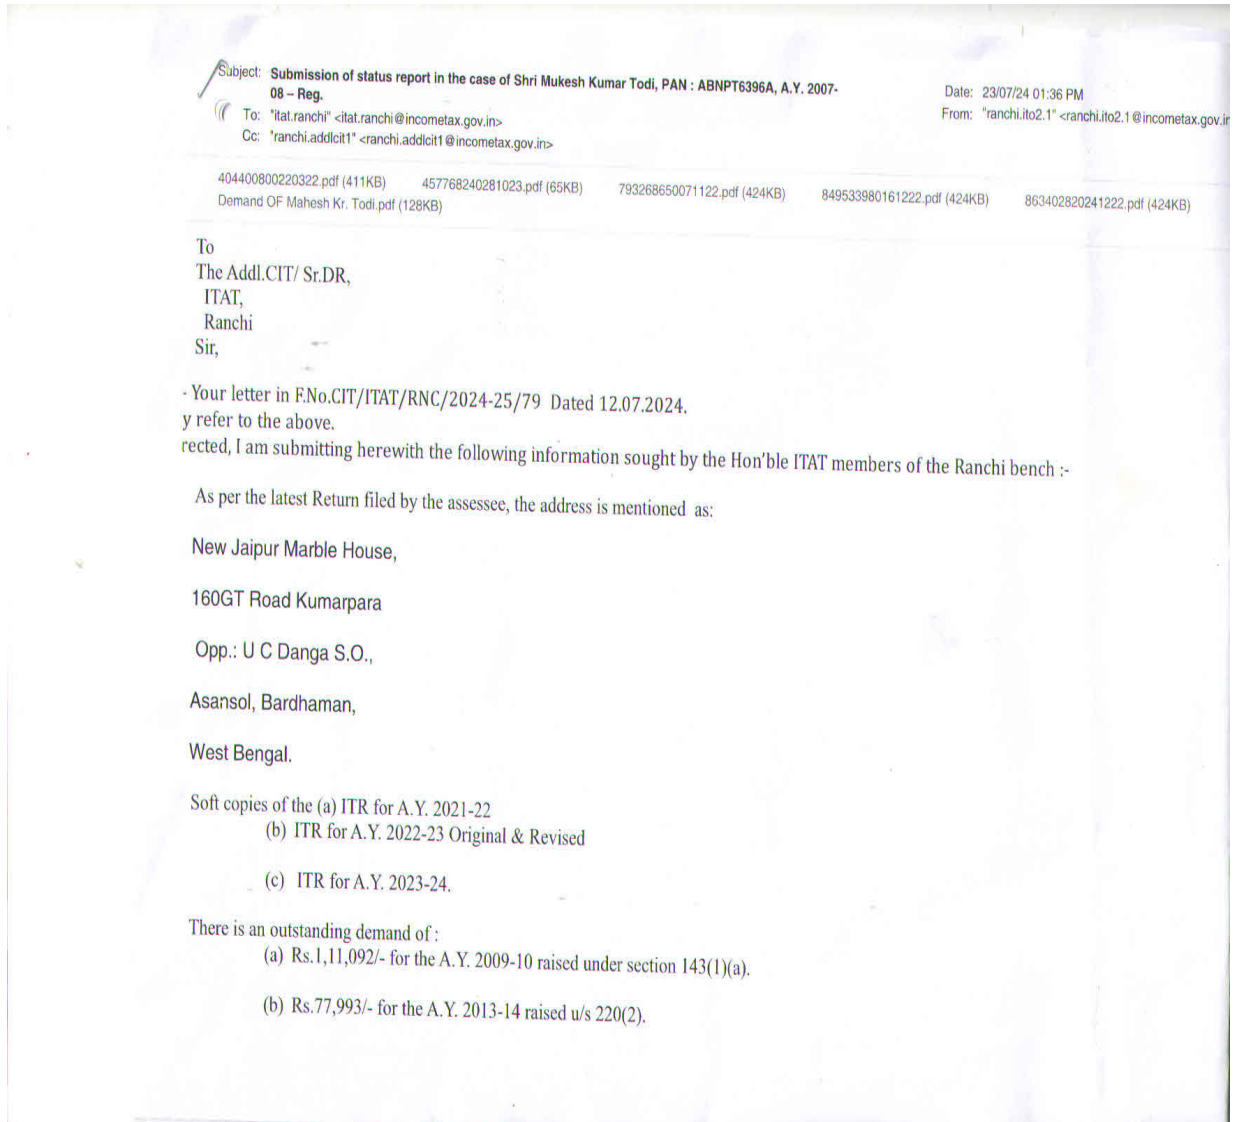 Subject: Submission of status report in the case of Shri Mukesh Kumar Todi, PAN : ABNPT6396A, A.Y. 2007-
08 – Reg.
Date: 23/07/24 01:36 PM
To: "itat.ranchi" <itat.ranchi@incometax.gov.in>
From: "ranchi.ito2.1" <ranchi.ito2.1@incometax.gov.ir
Cc: "ranchi.addlcit1" <ranchi.addlcit1@incometax.gov.in>
404400800220322.pdf (411KB) 457768240281023.pdf (65KB) 793268650071122.pdf (424KB) 849533980161222.pdf (424KB) 863402820241222.pdf (424KB)
Demand OF Mahesh Kr. Todi.pdf (128KB)
To
The Addl.CIT/ Sr.DR,
ITAT,
Ranchi
Sir,
- Your letter in F.No.CIT/ITAT/RNC/2024-25/79 Dated 12.07.2024.
y refer to the above.
rected, I am submitting herewith the following information sought by the Hon'ble ITAT members of the Ranchi bench :-
As per the latest Return filed by the assessee, the address is mentioned as:
New Jaipur Marble House,
160GT Road Kumarpara
Opp.: U C Danga S.O.,
Asansol, Bardhaman,
West Bengal.
Soft copies of the (a) ITR for A.Y. 2021-22
(b) ITR for A.Y. 2022-23 Original & Revised
(c) ITR for A.Y. 2023-24.
There is an outstanding demand of :
(a) Rs.1,11,092/- for the A.Y. 2009-10 raised under section 143(1)(a).
(b) Rs.77,993/- for the A.Y. 2013-14 raised u/s 220(2).